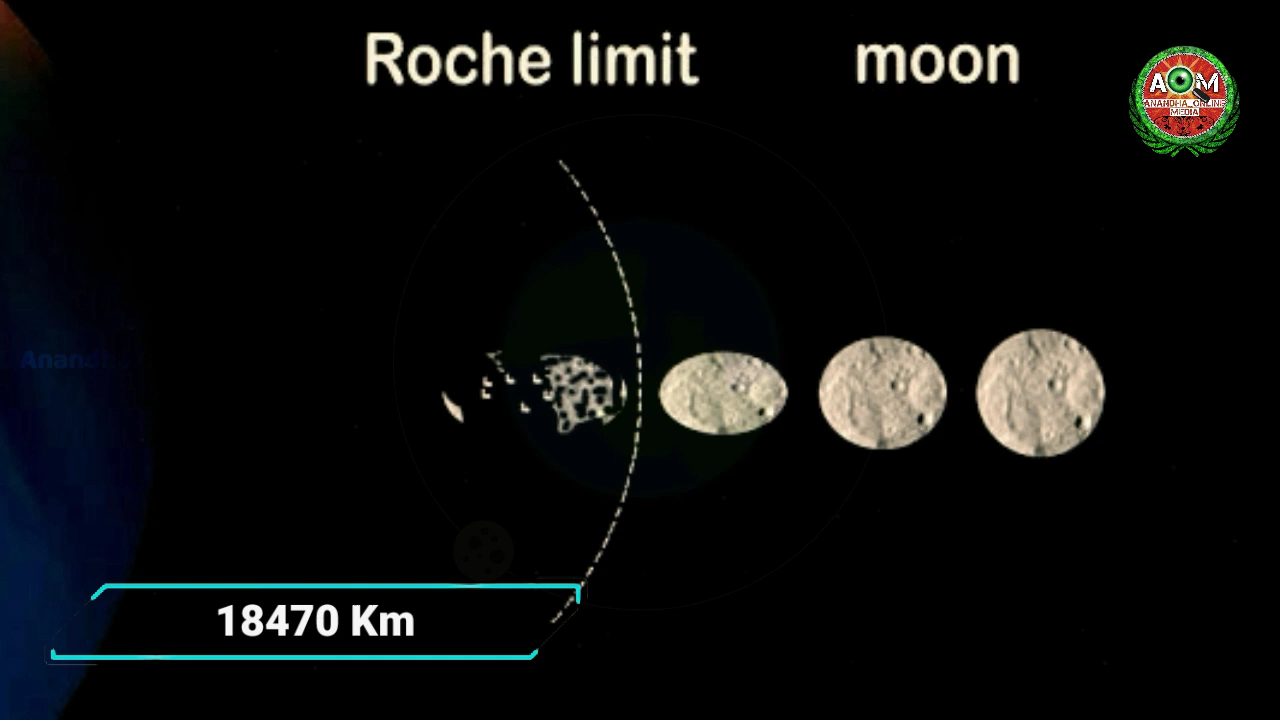 Roche limit moon
AOM
ANANDHA_ONLINE
MEDIA
18470 Km